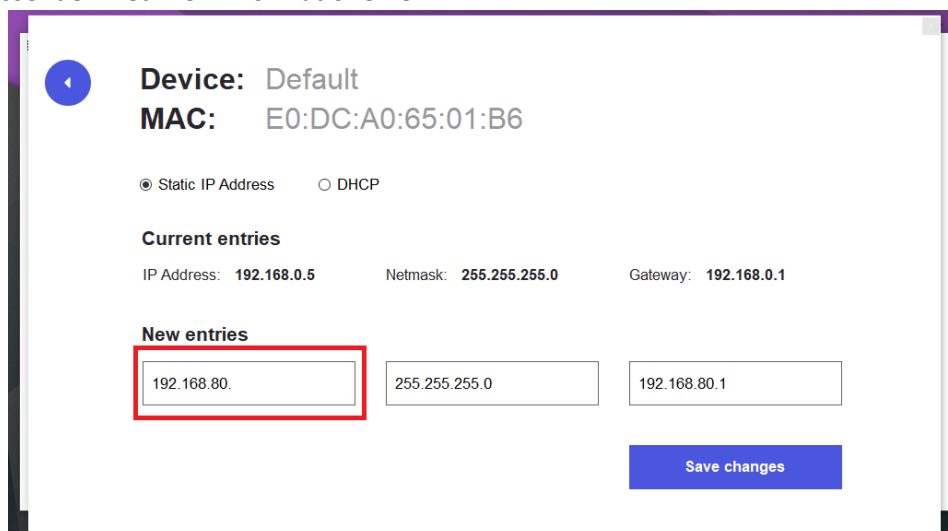 Device: Default
MAC: E0:DC:A0:65:01:B6
Static IP Address DHCP
Current entries
IP Address: 192.168.0.5 Netmask: 255.255.255.0 Gateway: 192.168.0.1
New entries
192.168.80. 255.255.255.0 192.168.80.1
Save changes